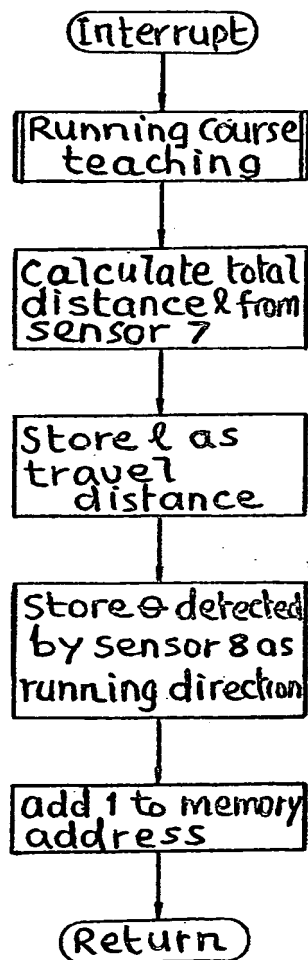 Interrupt
Running course
teaching
Calculate total
distance ℓ from
sensor 7
Store ℓ as
travel
distance
Store θ detected
by sensor 8 as
running direction
add 1 to memory
address
Return